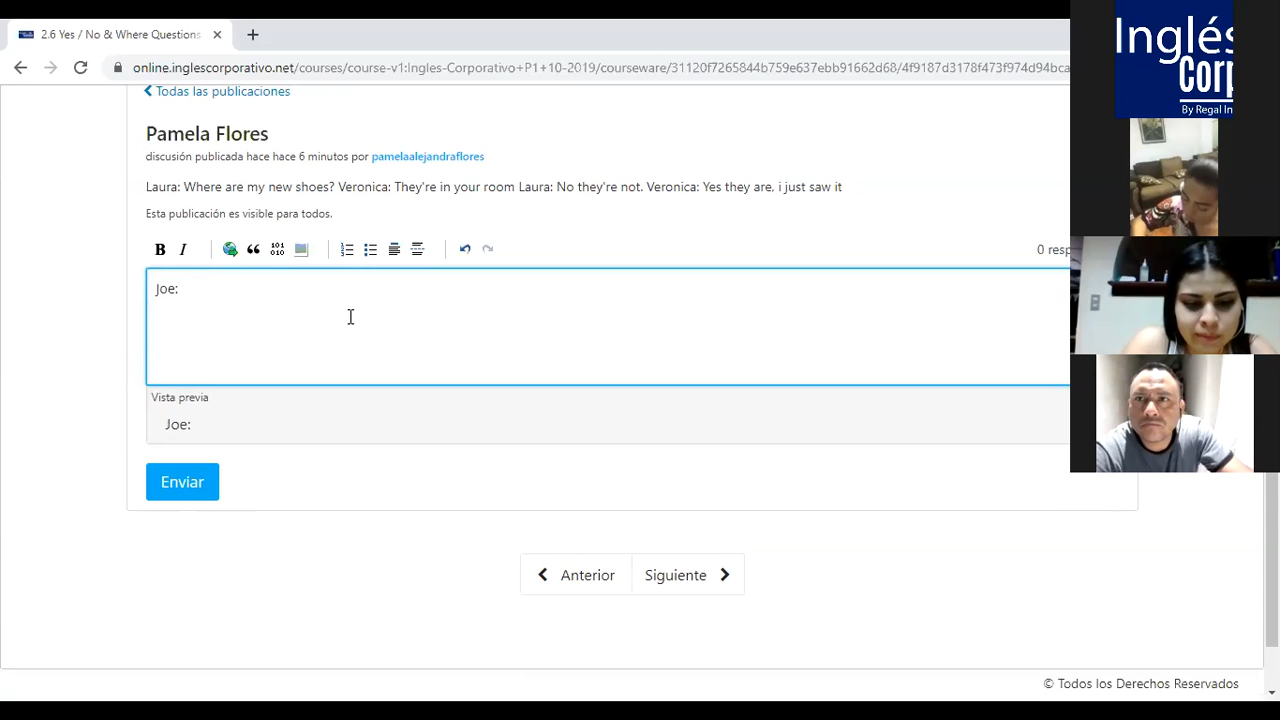 2.6 Yes / No & Where Questions
online.inglescorporativo.net/courses/course-v1:Ingles-Corporativo+P1+10-2019/courseware/31120f7265844b759e637ebb91662d68/4f9187d3178f473f974d94bca
Todas las publicaciones
Pamela Flores
discusión publicada hace hace 6 minutos por pamelaalejandraflores
Laura: Where are my new shoes? Veronica: They're in your room Laura: No they're not. Veronica: Yes they are, i just saw it
Esta publicación es visible para todos.
B I
101
010
0 resp
Joe:
Vista previa
Joe:
Enviar
Anterior
Siguiente
© Todos los Derechos Reservados
Inglés
Corp
By Regal In